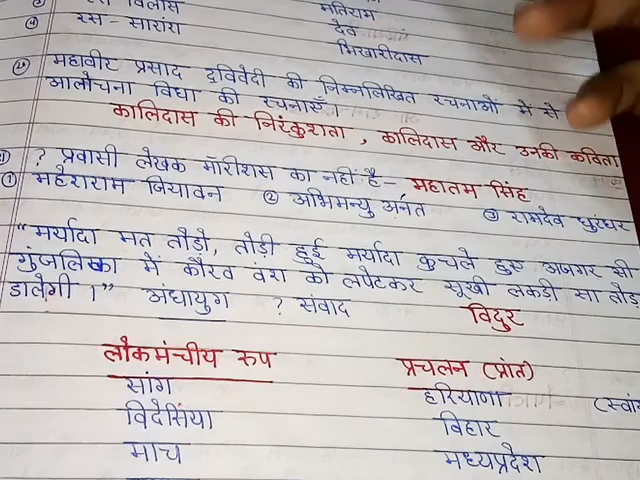 विलास मतिराम
④ रस - सारांश देव
भिखारीदास
महावीर प्रसाद द्विवेदी की निम्नलिखित रचनाओं में से
आलोचना विधा की रचनाएँ।
कालिदास की निरंकुशता , कालिदास और उनकी कविता
? प्रवासी लेखक मॉरीशस का नहीं है - महातम सिंह
① महेशराम जियावन ② अभिमन्यु अनंत ③ रामदेव धुरंधर
"मर्यादा मत तोड़ो, तोड़ी हुई मर्यादा कुचले हुए अजगर सी
गुंजलिका में कौरव वंश को लपेटकर सूखी लकड़ी सा तोड़
डालेगी।" अंधायुग ? संवाद विदुर
लोकमंचीय रूप प्रचलन (प्रांत)
सांग हरियाणा (स्वांग
विदेसिया बिहार
माच मध्यप्रदेश